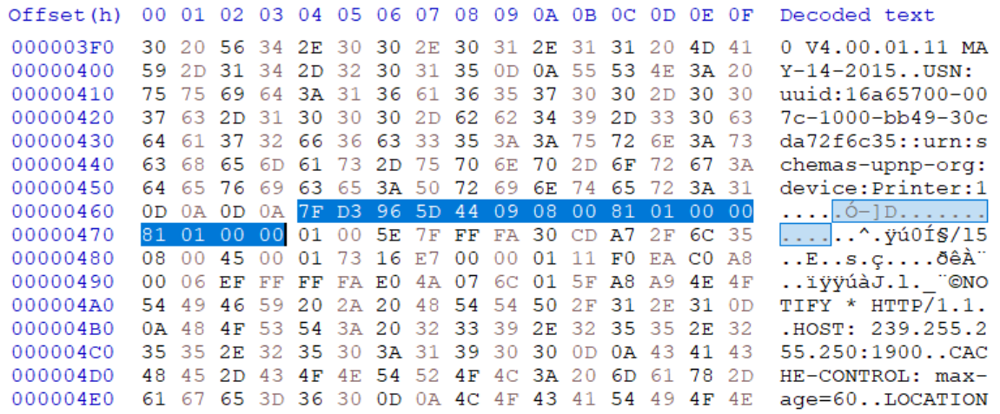 Offset(h) 00 01 02 03 04 05 06 07 08 09 0A 0B 0C 0D 0E 0F Decoded text
000003F0 30 20 56 34 2E 30 30 2E 30 31 2E 31 31 20 4D 41 0 V4.00.01.11 MA
00000400 59 2D 31 34 2D 32 30 31 35 0D 0A 55 53 4E 3A 20 Y-14-2015..USN: 
00000410 75 75 69 64 3A 31 36 61 36 35 37 30 30 2D 30 30 uuid:16a65700-00
00000420 37 63 2D 31 30 30 30 2D 62 62 34 39 2D 33 30 63 7c-1000-bb49-30c
00000430 64 61 37 32 66 36 63 33 35 3A 3A 75 72 6E 3A 73 da72f6c35::urn:s
00000440 63 68 65 6D 61 73 2D 75 70 6E 70 2D 6F 72 67 3A chemas-upnp-org:
00000450 64 65 76 69 63 65 3A 50 72 69 6E 74 65 72 3A 31 device:Printer:1
00000460 0D 0A 0D 0A 7F D3 96 5D 44 09 08 00 81 01 00 00 .....Ó–]D.......
00000470 81 01 00 00 01 00 5E 7F FF FA 30 CD A7 2F 6C 35 ......^.ÿú0Í§/l5
00000480 08 00 45 00 01 73 16 E7 00 00 01 11 F0 EA C0 A8 ..E..s.ç....ðêÀ¨
00000490 00 06 EF FF FF FA E0 4A 07 6C 01 5F A8 A9 4E 4F ..ïÿÿúàJ.l._¨©NO
000004A0 54 49 46 59 20 2A 20 48 54 54 50 2F 31 2E 31 0D TIFY * HTTP/1.1.
000004B0 0A 48 4F 53 54 3A 20 32 33 39 2E 32 35 35 2E 32 .HOST: 239.255.2
000004C0 35 35 2E 32 35 30 3A 31 39 30 30 0D 0A 43 41 43 55.250:1900..CAC
000004D0 48 45 2D 43 4F 4E 54 52 4F 4C 3A 20 6D 61 78 2D HE-CONTROL: max-
000004E0 61 67 65 3D 36 30 0D 0A 4C 4F 43 41 54 49 4F 4E age=60..LOCATION